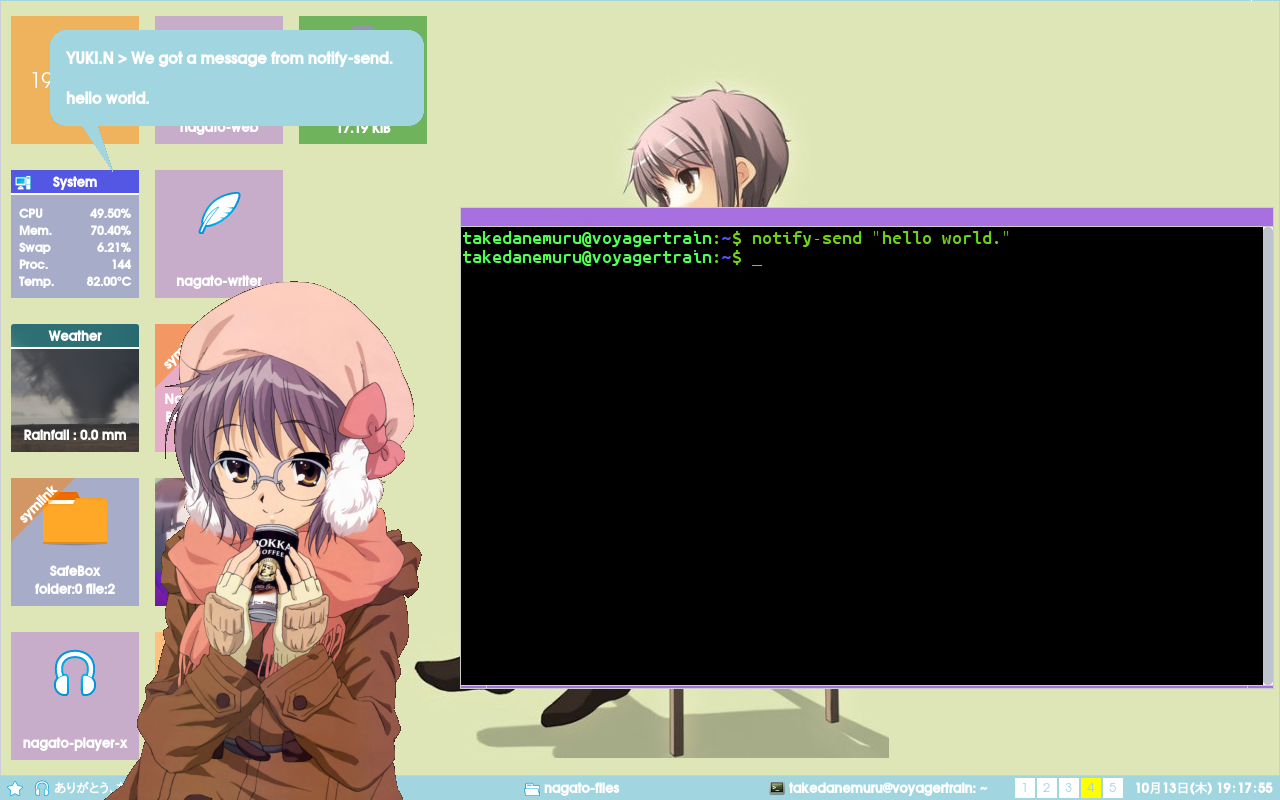 YUKI.N > We got a message from notify-send.
hello world.
19
nagato-web
17.19 KiB
System
CPU 49.50%
Mem. 70.40%
Swap 6.21%
Proc. 144
Temp. 82.00°C
nagato-writer
takedanemuru@voyagertrain:~$ notify-send "hello world."
takedanemuru@voyagertrain:~$ _
Weather
Rainfall : 0.0 mm
symlink
SafeBox
folder:0 file:2
POKKA
COFFEE
nagato-player-x
ありがとう.
nagato-files
takedanemuru@voyagertrain: ~
1 2 3 4 5
10月13日(木) 19:17:55